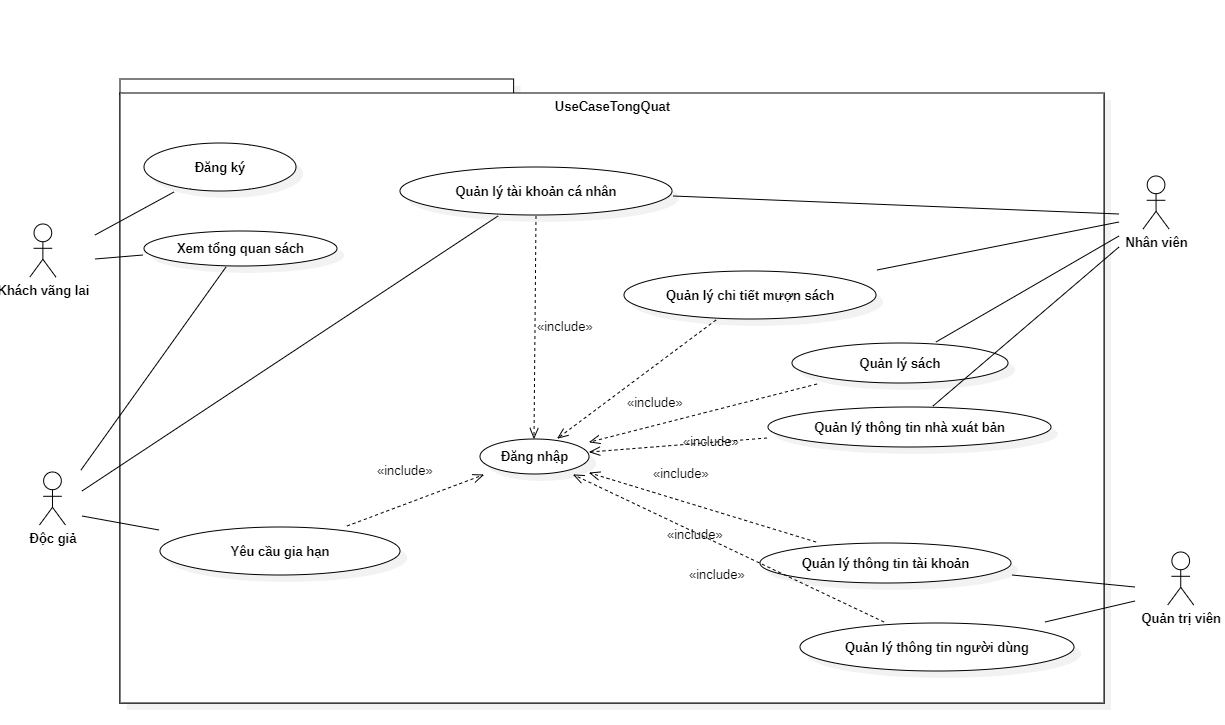 UseCaseTongQuat
Đăng ký
Quản lý tài khoản cá nhân
Nhân viên
Xem tổng quan sách
Khách vãng lai
Quản lý chi tiết mượn sách
«include»
Quản lý sách
«include»
Quản lý thông tin nhà xuát bản
«include»
Đăng nhập
«include»
«include»
Độc giả
«include»
Yêu cầu gia hạn
Quản lý thông tin tài khoản
«include»
Quản trị viên
Quản lý thông tin người dùng